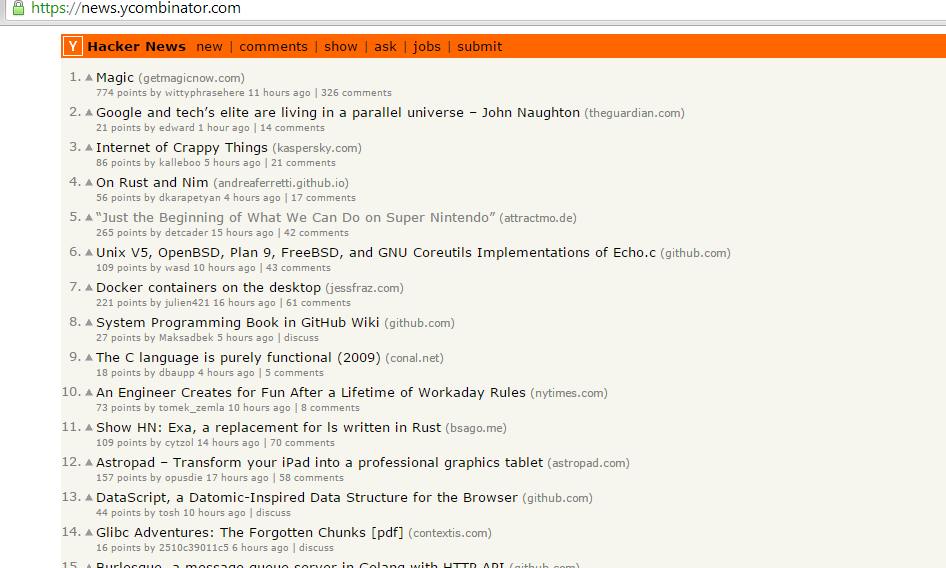 https://news.ycombinator.com
Y Hacker News new | comments | show | ask | jobs | submit
1. Magic (getmagicnow.com)
774 points by wittyphrasehere 11 hours ago | 326 comments
2. Google and tech’s elite are living in a parallel universe – John Naughton (theguardian.com)
21 points by edward 1 hour ago | 14 comments
3. Internet of Crappy Things (kaspersky.com)
86 points by kalleboo 5 hours ago | 21 comments
4. On Rust and Nim (andreaferretti.github.io)
56 points by dkarapetyan 4 hours ago | 17 comments
5. “Just the Beginning of What We Can Do on Super Nintendo” (attractmo.de)
265 points by detcader 15 hours ago | 42 comments
6. Unix V5, OpenBSD, Plan 9, FreeBSD, and GNU Coreutils Implementations of Echo.c (github.com)
109 points by wasd 10 hours ago | 43 comments
7. Docker containers on the desktop (jessfraz.com)
221 points by julien421 16 hours ago | 61 comments
8. System Programming Book in GitHub Wiki (github.com)
27 points by Maksadbek 5 hours ago | discuss
9. The C language is purely functional (2009) (conal.net)
18 points by dbaupp 4 hours ago | 5 comments
10. An Engineer Creates for Fun After a Lifetime of Workaday Rules (nytimes.com)
73 points by tomek_zemla 10 hours ago | 8 comments
11. Show HN: Exa, a replacement for ls written in Rust (bsago.me)
109 points by cytzol 14 hours ago | 70 comments
12. Astropad – Transform your iPad into a professional graphics tablet (astropad.com)
157 points by opusdie 17 hours ago | 58 comments
13. DataScript, a Datomic-Inspired Data Structure for the Browser (github.com)
44 points by tosh 10 hours ago | discuss
14. Glibc Adventures: The Forgotten Chunks [pdf] (contextis.com)
16 points by 2510c39011c5 6 hours ago | discuss
15. Burlesque, a message queue server in Golang with HTTP API (github.com)